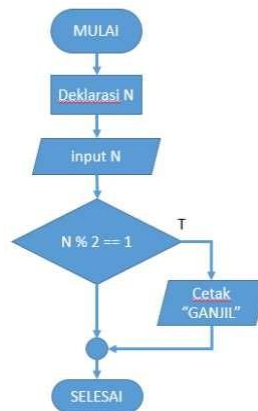 MULAI
Deklarasi N
input N
N % 2 == 1
T
Cetak
"GANJIL"
SELESAI